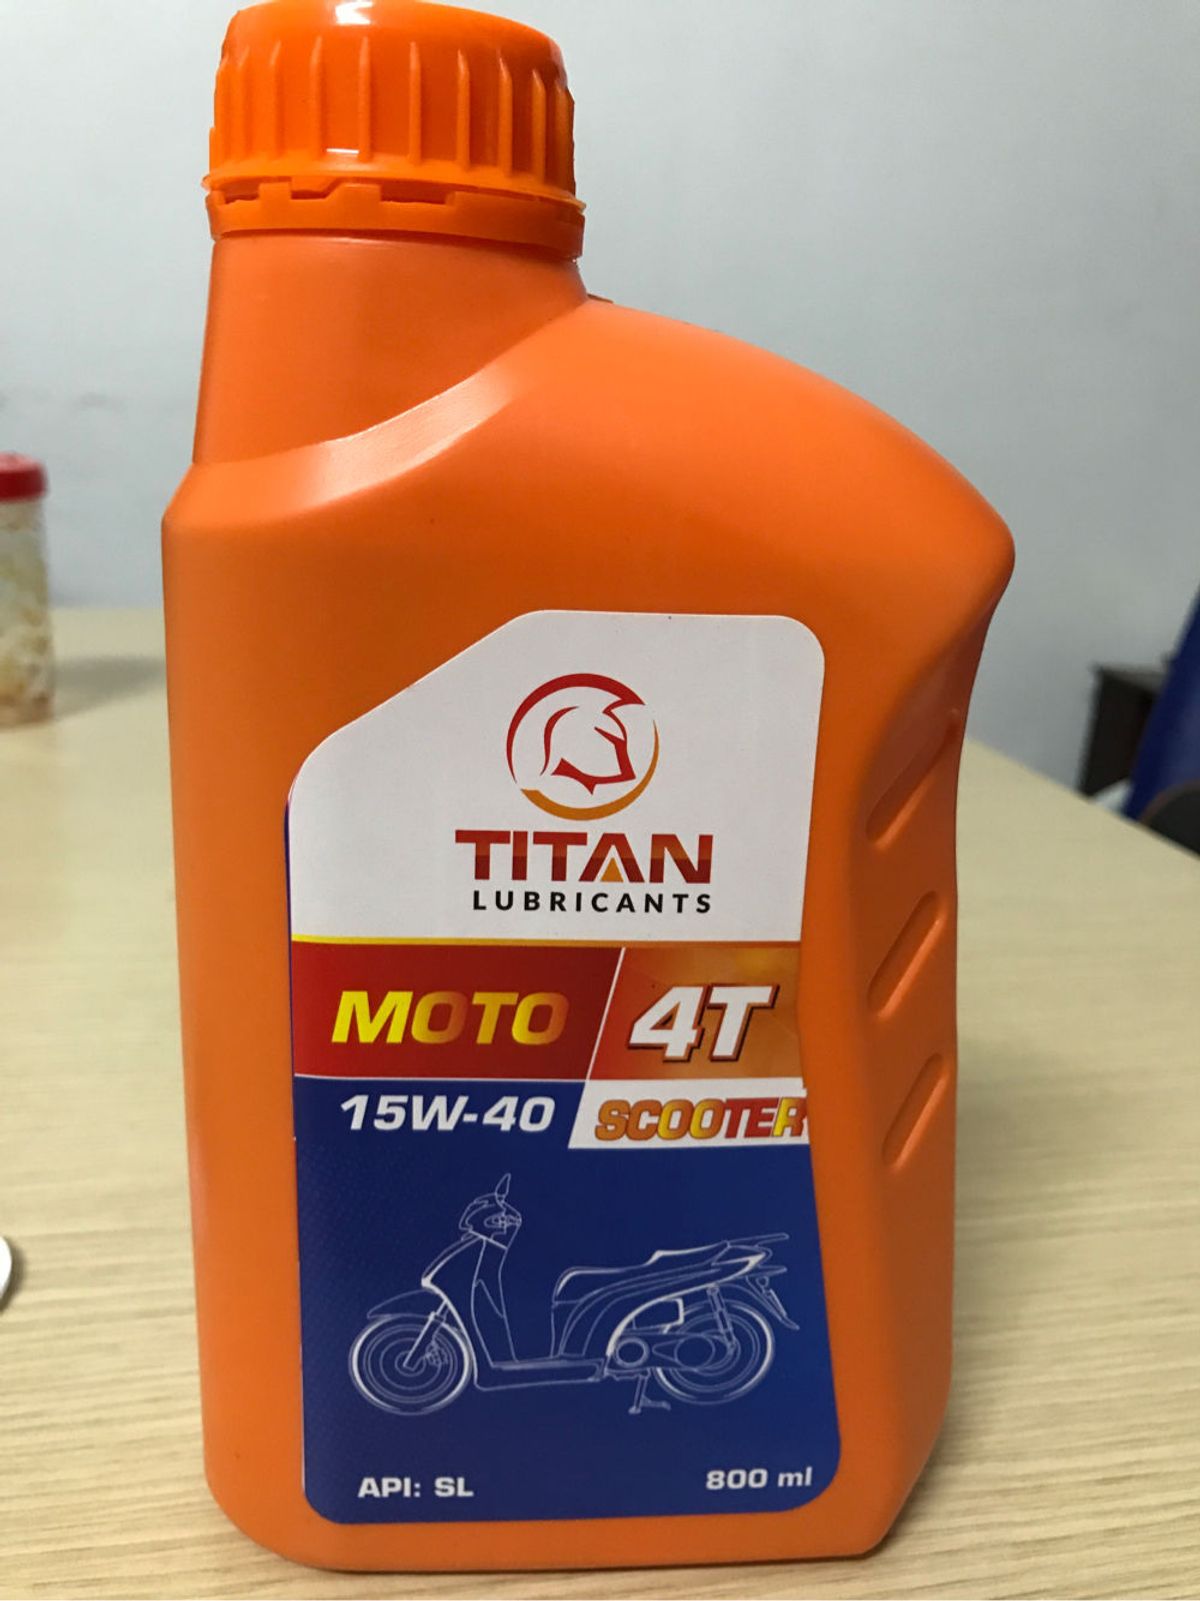 TITAN
LUBRICANTS
MOTO 4T
15W-40 SCOOTER
API: SL 800 ml